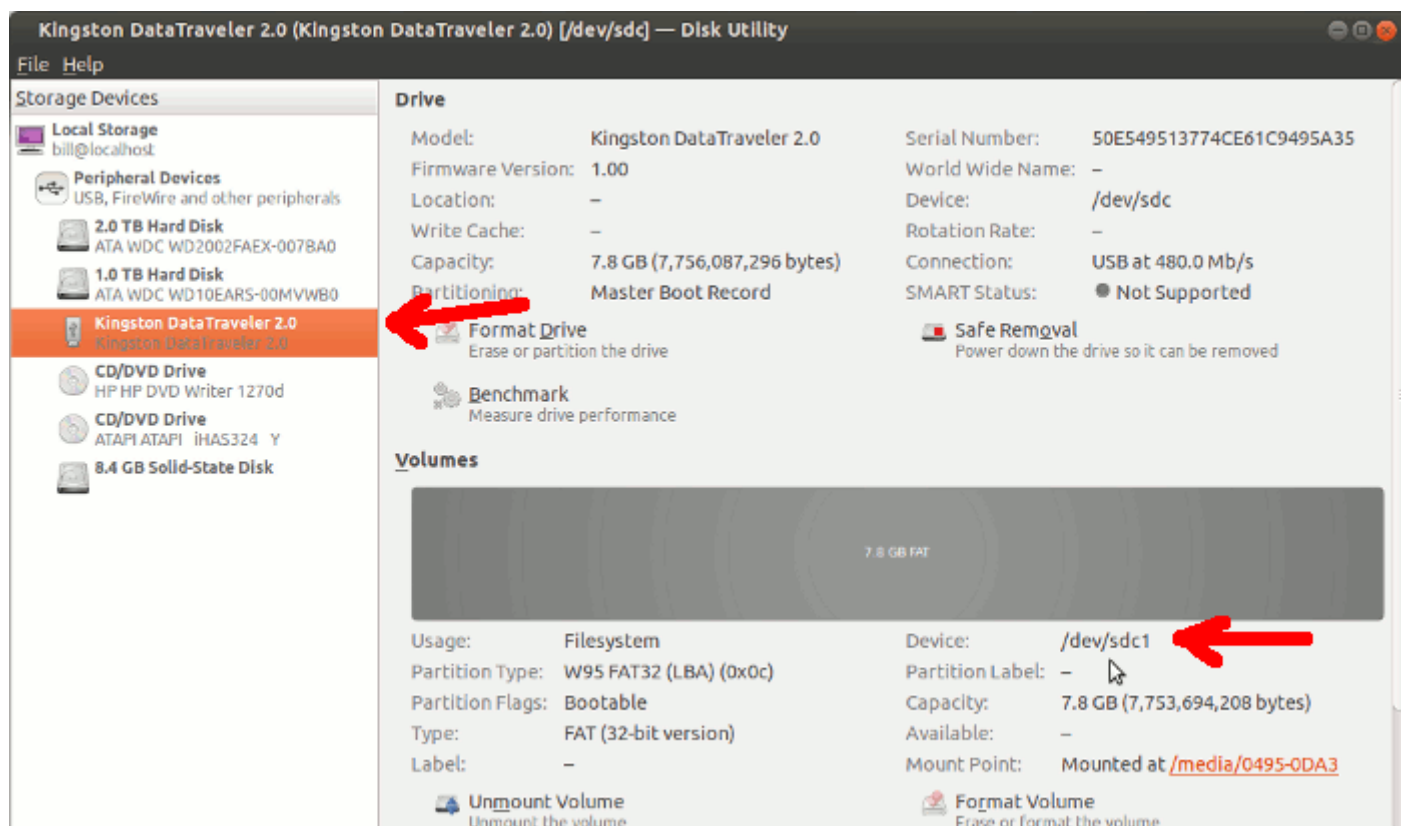 Kingston DataTraveler 2.0 (Kingston DataTraveler 2.0) [/dev/sdc] — Disk Utility
File Help
Storage Devices
Local Storage
bill@localhost
Peripheral Devices
USB, FireWire and other peripherals
2.0 TB Hard Disk
ATA WDC WD2002FAEX-007BA0
1.0 TB Hard Disk
ATA WDC WD10EARS-00MVWB0
Kingston DataTraveler 2.0
Kingston DataTraveler 2.0
CD/DVD Drive
HP HP DVD Writer 1270d
CD/DVD Drive
ATAPI ATAPI iHAS324 Y
8.4 GB Solid-State Disk
Drive
Model: Kingston DataTraveler 2.0 Serial Number: 50E549513774CE61C9495A35
Firmware Version: 1.00 World Wide Name: –
Location: – Device: /dev/sdc
Write Cache: – Rotation Rate: –
Capacity: 7.8 GB (7,756,087,296 bytes) Connection: USB at 480.0 Mb/s
Partitioning: Master Boot Record SMART Status: Not Supported
Format Drive Safe Removal
Erase or partition the drive Power down the drive so it can be removed
Benchmark
Measure drive performance
Volumes
7.8 GB FAT
Usage: Filesystem Device: /dev/sdc1
Partition Type: W95 FAT32 (LBA) (0x0c) Partition Label: –
Partition Flags: Bootable Capacity: 7.8 GB (7,753,694,208 bytes)
Type: FAT (32-bit version) Available: –
Label: – Mount Point: Mounted at /media/0495-0DA3
Unmount Volume Format Volume
Unmount the volume Erase or format the volume